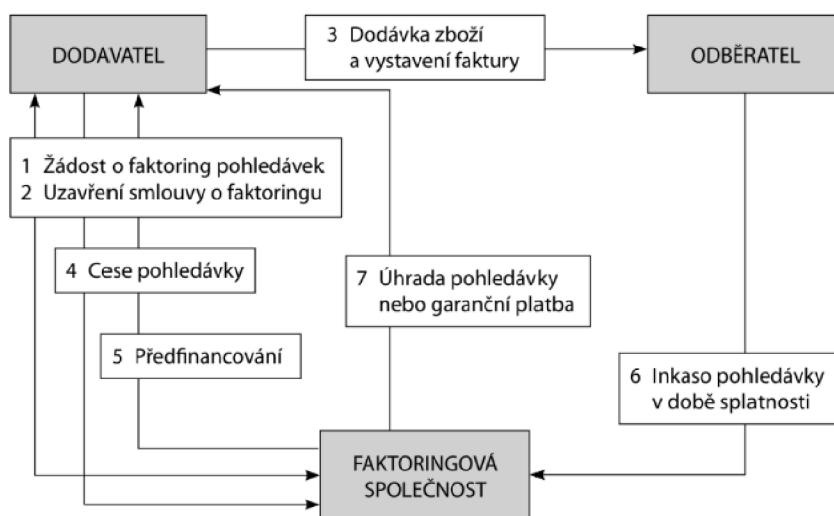 DODAVATEL
3 Dodávka zboží
a vystavení faktury
ODBĚRATEL
1 Žádost o faktoring pohledávek
2 Uzavření smlouvy o faktoringu
4 Cese pohledávky
7 Úhrada pohledávky
nebo garanční platba
5 Předfinancování
6 Inkaso pohledávky
v době splatnosti
FAKTORINGOVÁ
SPOLEČNOST